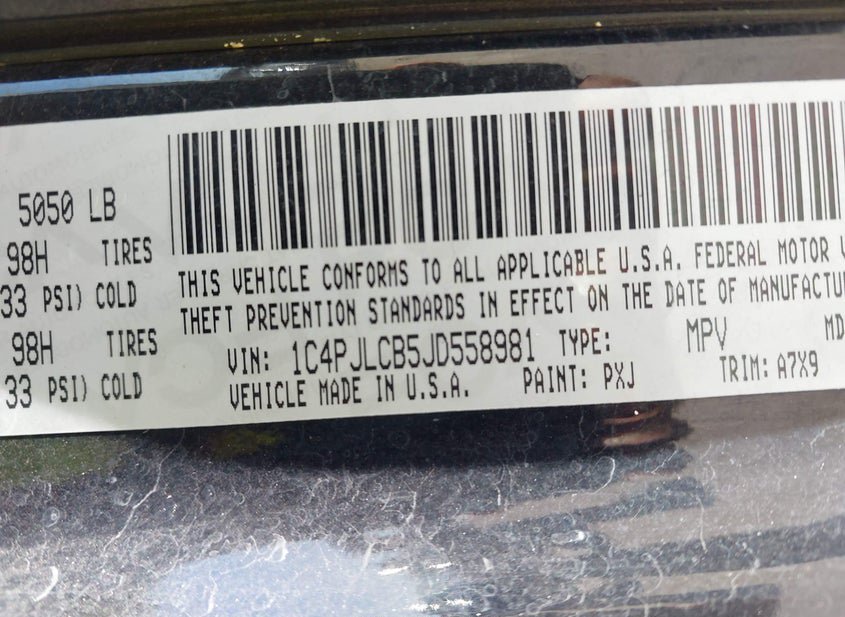 5050 LB
98H TIRES
33 PSI) COLD
98H TIRES
33 PSI) COLD
THIS VEHICLE CONFORMS TO ALL APPLICABLE U.S.A. FEDERAL MOTOR V
THEFT PREVENTION STANDARDS IN EFFECT ON THE DATE OF MANUFACTU
VIN: 1C4PJLCB5JD558981 TYPE: MPV MD
VEHICLE MADE IN U.S.A. PAINT: PXJ TRIM: A7X9